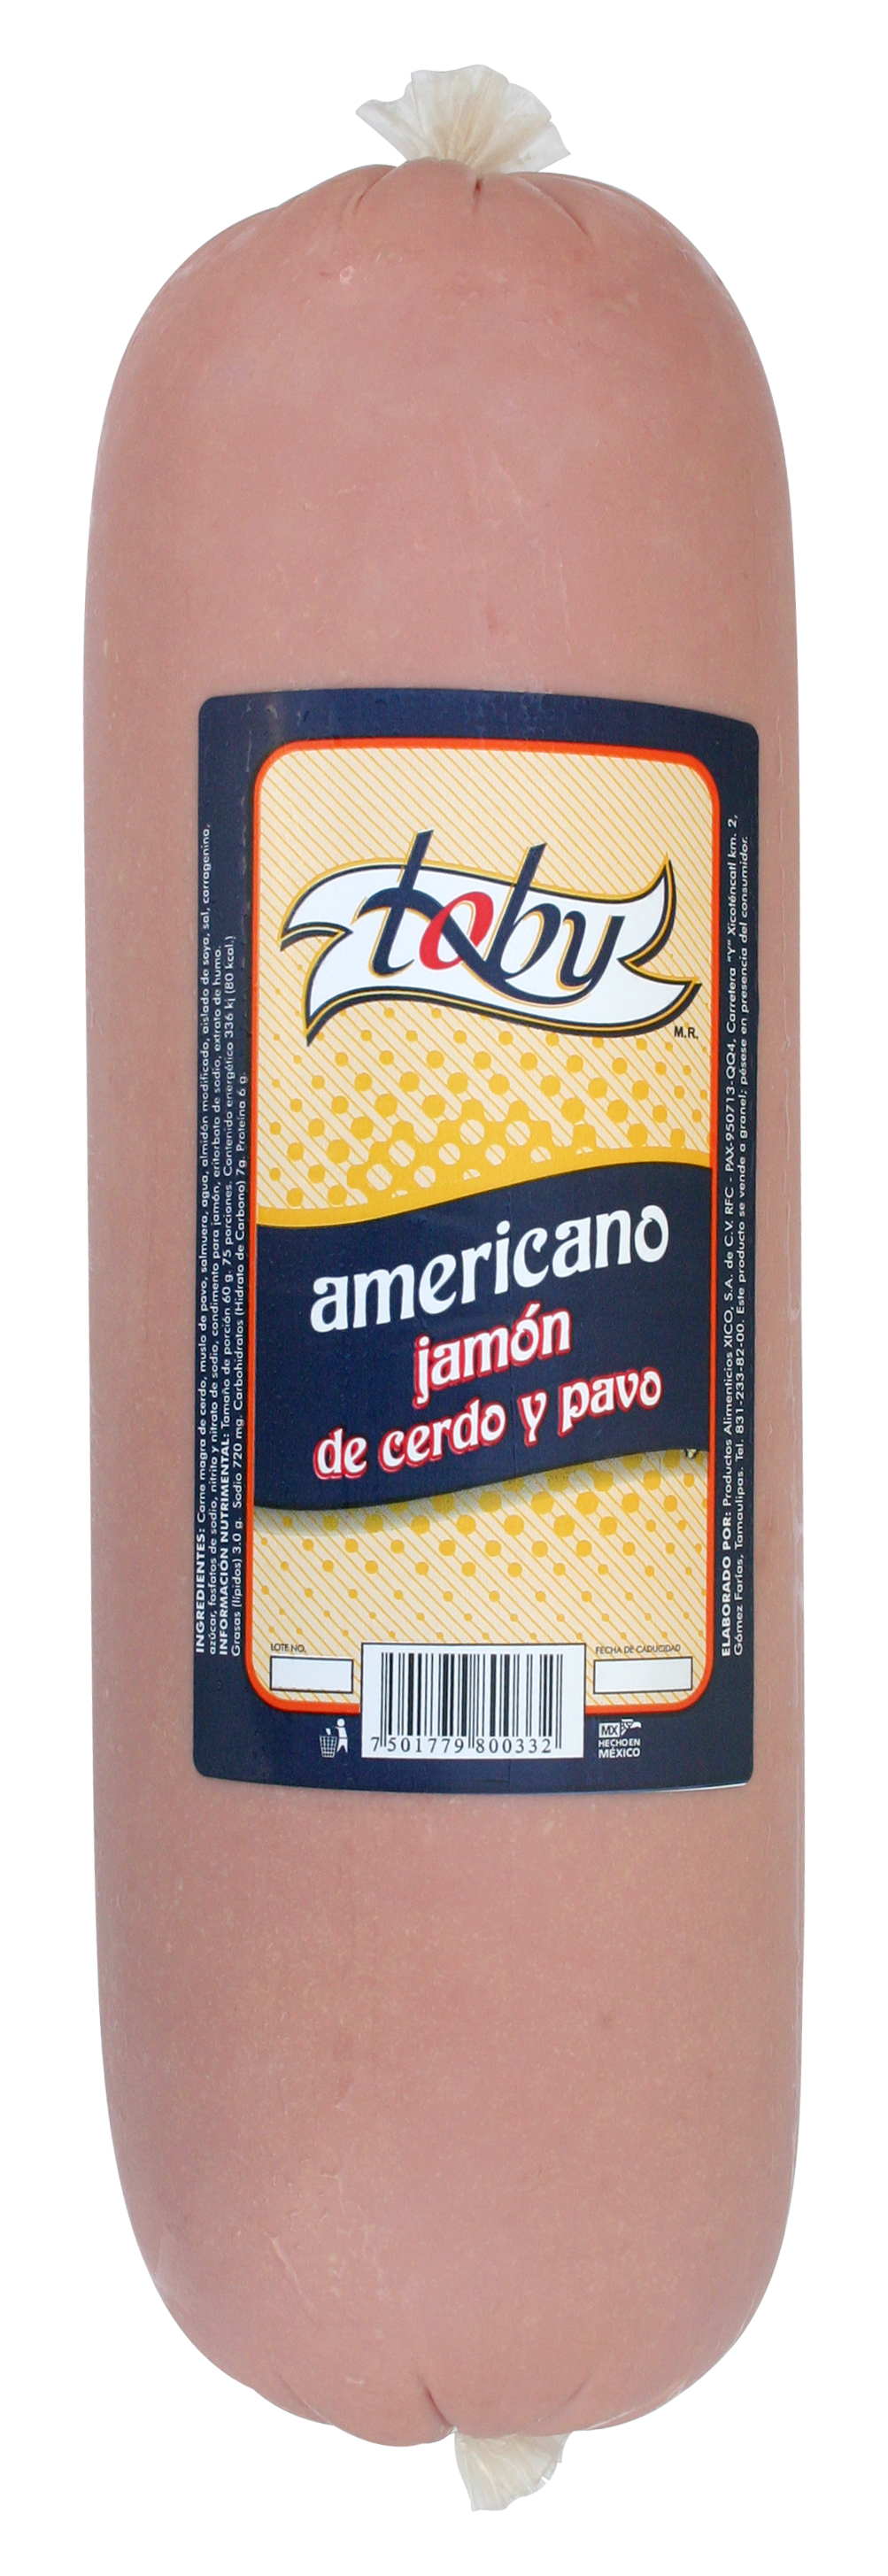 toby
M.R.
americano
jamón
de cerdo y pavo
INGREDIENTES: Carne magra de cerdo, muslo de pavo, salmuera, agua, almidón modificado, aislado de soya, sal, carragenina,
azúcar, fosfatos de sodio, nitrito y nitrato de sodio, condimento para jamón, eritorbato de sodio, extrato de humo.
INFORMACIÓN NUTRIMENTAL: Tamaño de porción 60 g. 75 porciones. Contenido energético 336 kj (80 kcal.)
Grasas (lípidos) 3.0 g. Sodio 720 mg. Carbohidratos (Hidrato de Carbono) 7g. Proteína 6 g.
ELABORADO POR: Productos Alimenticios XICO, S.A. de C.V. RFC - PAX-950713-QQ4, Carretera "Y" Xicoténcatl km. 2,
Gómez Farías, Tamaulipas. Tel. 831-233-82-00. Este producto se vende a granel; pésese en presencia del consumidor.
LOTE NO.
FECHA DE CADUCIDAD
7 501779 800332
MX
HECHO EN
MÉXICO